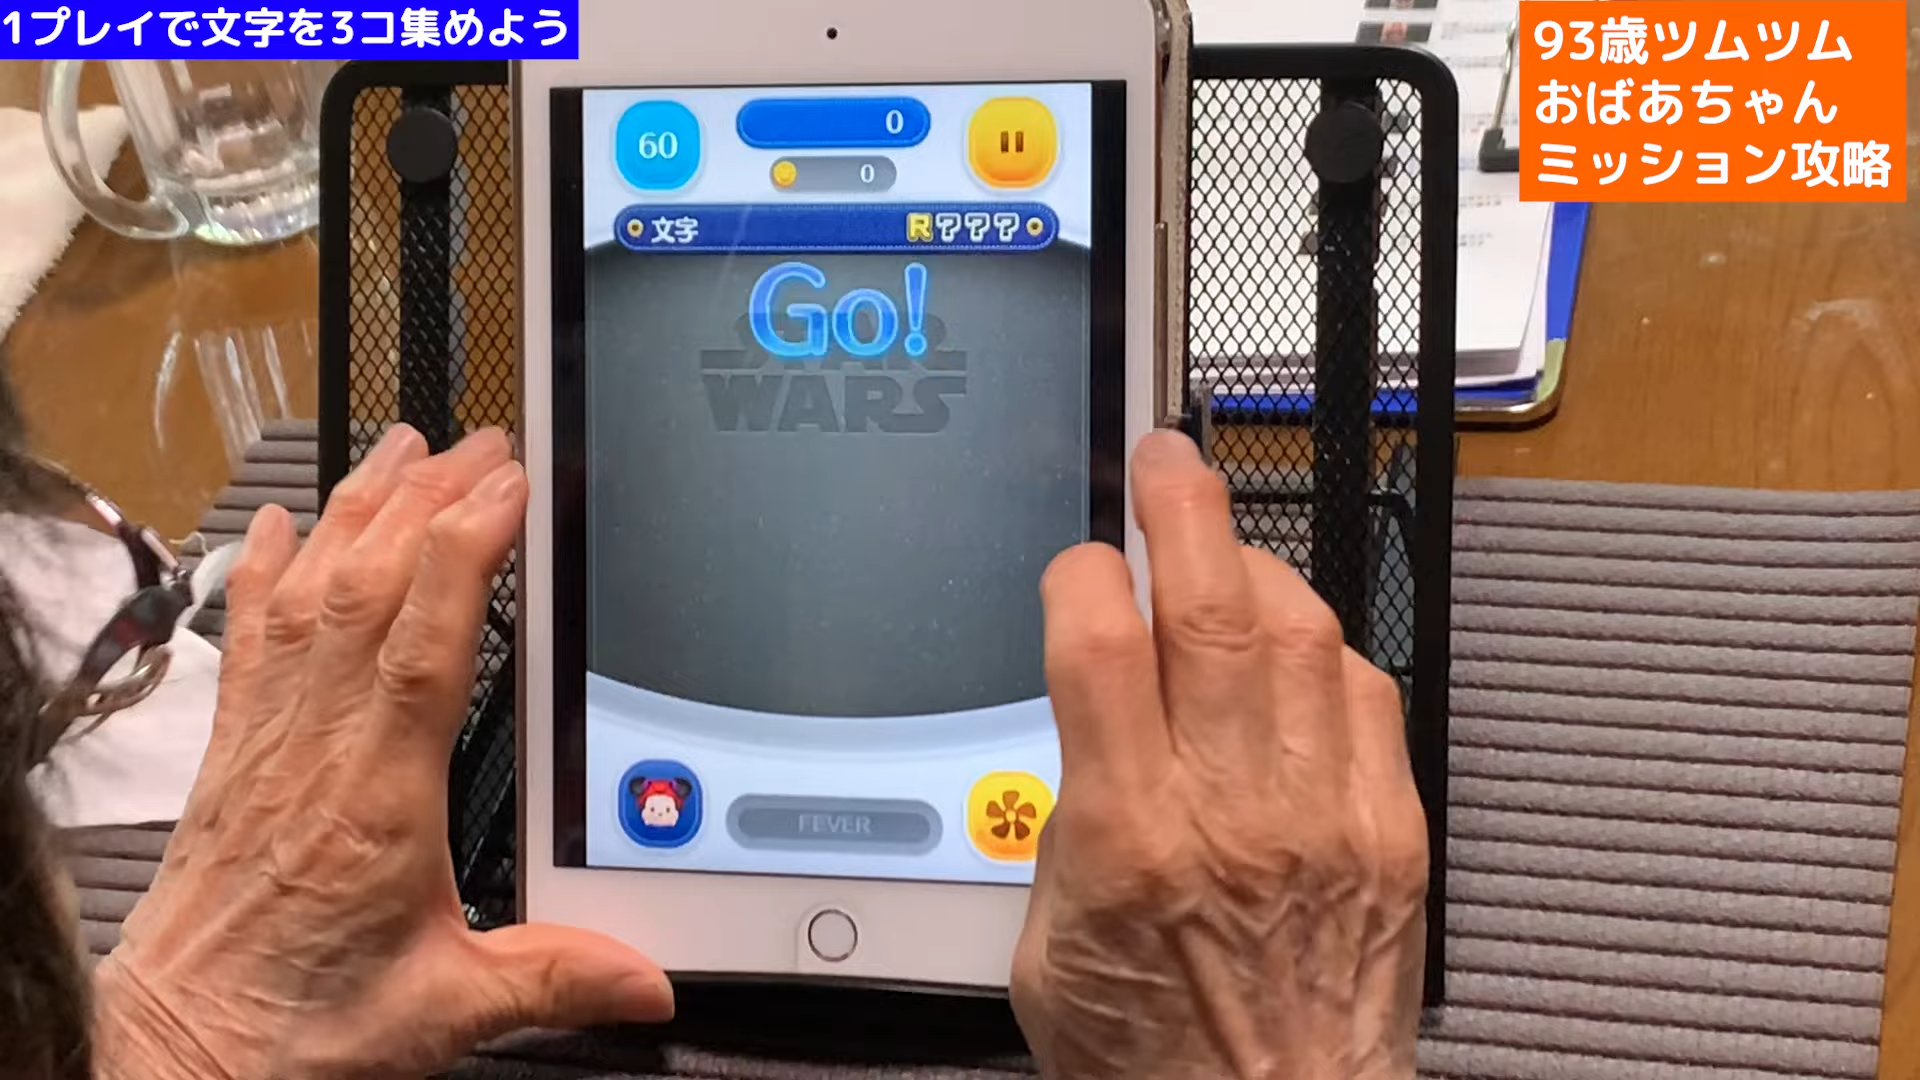 1プレイで文字を3コ集めよう
93歳ツムツム
おばあちゃん
ミッション攻略
60
0
0
文字 R???
Go!
STAR
WARS
FEVER